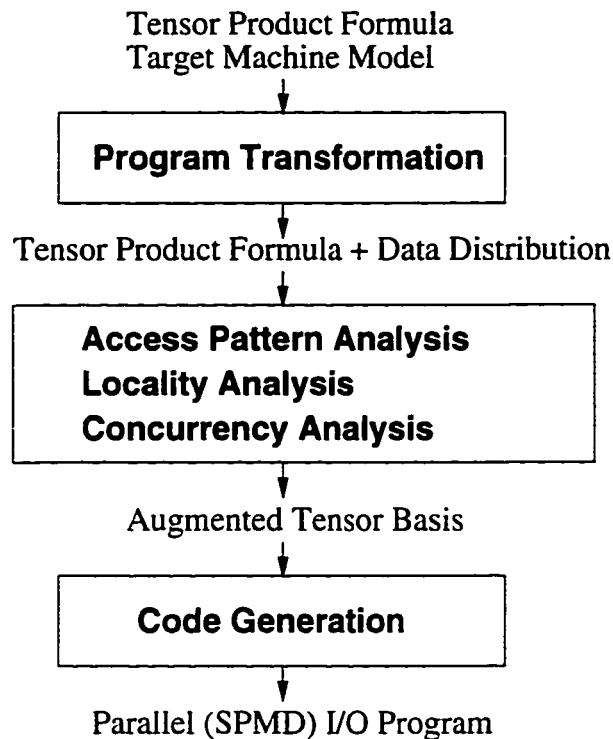 Tensor Product Formula
Target Machine Model
Program Transformation
Tensor Product Formula + Data Distribution
Access Pattern Analysis
Locality Analysis
Concurrency Analysis
Augmented Tensor Basis
Code Generation
Parallel (SPMD) I/O Program